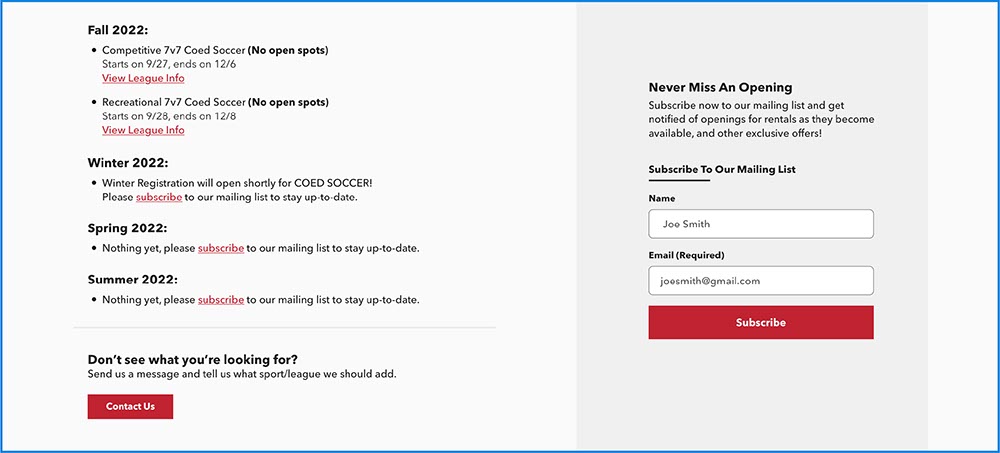 Fall 2022:
• Competitive 7v7 Coed Soccer (No open spots)
Starts on 9/27, ends on 12/6
View League Info
• Recreational 7v7 Coed Soccer (No open spots)
Starts on 9/28, ends on 12/8
View League Info
Winter 2022:
• Winter Registration will open shortly for COED SOCCER!
Please subscribe to our mailing list to stay up-to-date.
Spring 2022:
• Nothing yet, please subscribe to our mailing list to stay up-to-date.
Summer 2022:
• Nothing yet, please subscribe to our mailing list to stay up-to-date.
Don’t see what you’re looking for?
Send us a message and tell us what sport/league we should add.
Contact Us
Never Miss An Opening
Subscribe now to our mailing list and get
notified of openings for rentals as they become
available, and other exclusive offers!
Subscribe To Our Mailing List
Name
Joe Smith
Email (Required)
joesmith@gmail.com
Subscribe